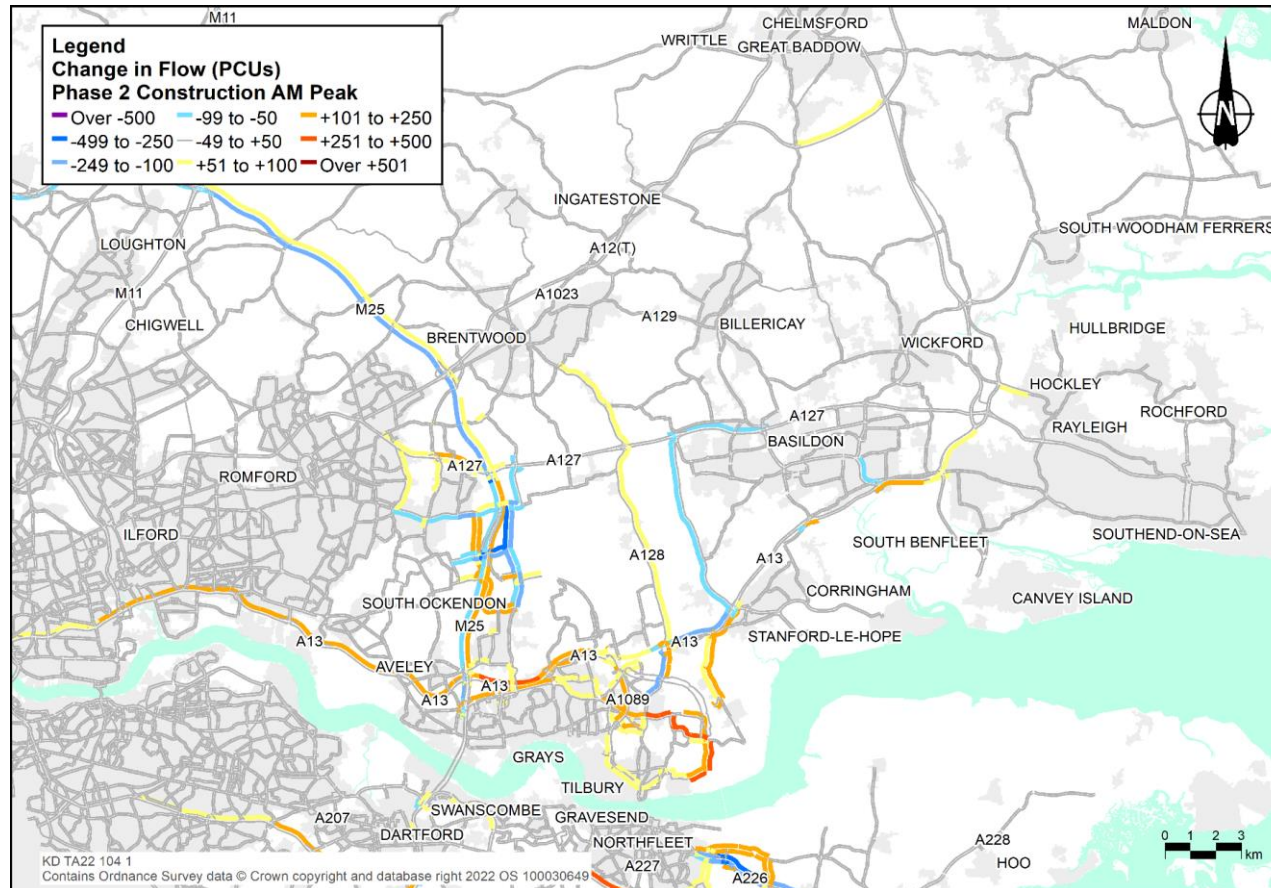 M11
Legend
Change in Flow (PCUs)
Phase 2 Construction AM Peak
Over -500
-499 to -250
-249 to -100
-99 to -50
-49 to +50
+51 to +100
+101 to +250
+251 to +500
Over +501
CHELMSFORD
MALDON
WRITTLE
GREAT BADDOW
N
INGATESTONE
SOUTH WOODHAM FERRERS
LOUGHTON
A12(T)
M11
A1023
M25
CHIGWELL
A129
BILLERICAY
HULLBRIDGE
BRENTWOOD
WICKFORD
HOCKLEY
ROCHFORD
A127
RAYLEIGH
BASILDON
A127
A127
ROMFORD
ILFORD
SOUTHEND-ON-SEA
SOUTH BENFLEET
A128
A13
CORRINGHAM
CANVEY ISLAND
SOUTH OCKENDON
M25
STANFORD-LE-HOPE
A13
A13
A13
AVELEY
A13
A13
A1089
GRAYS
TILBURY
SWANSCOMBE
GRAVESEND
A207
DARTFORD
NORTHFLEET
A228
HOO
A227
A226
0 1 2 3
km
KD TA22 104 1
Contains Ordnance Survey data © Crown copyright and database right 2022 OS 100030649